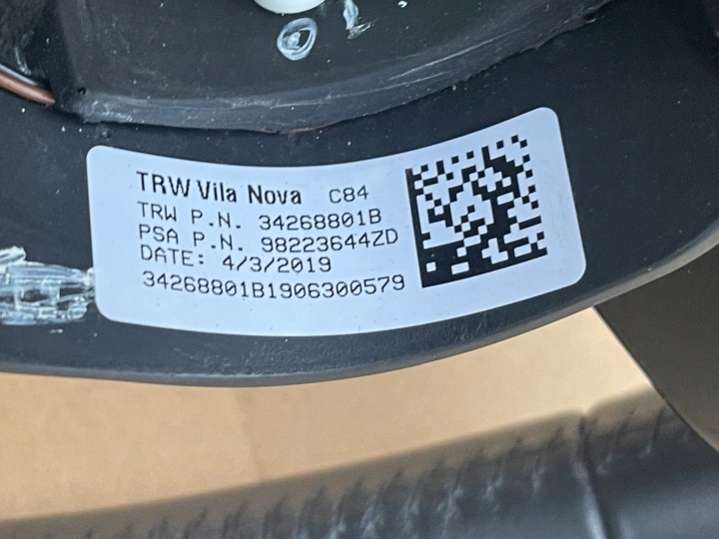 TRW Vila Nova C84
TRW P.N. 34268801B
PSA P.N. 98223644ZD
DATE: 4/3/2019
34268801B1906300579